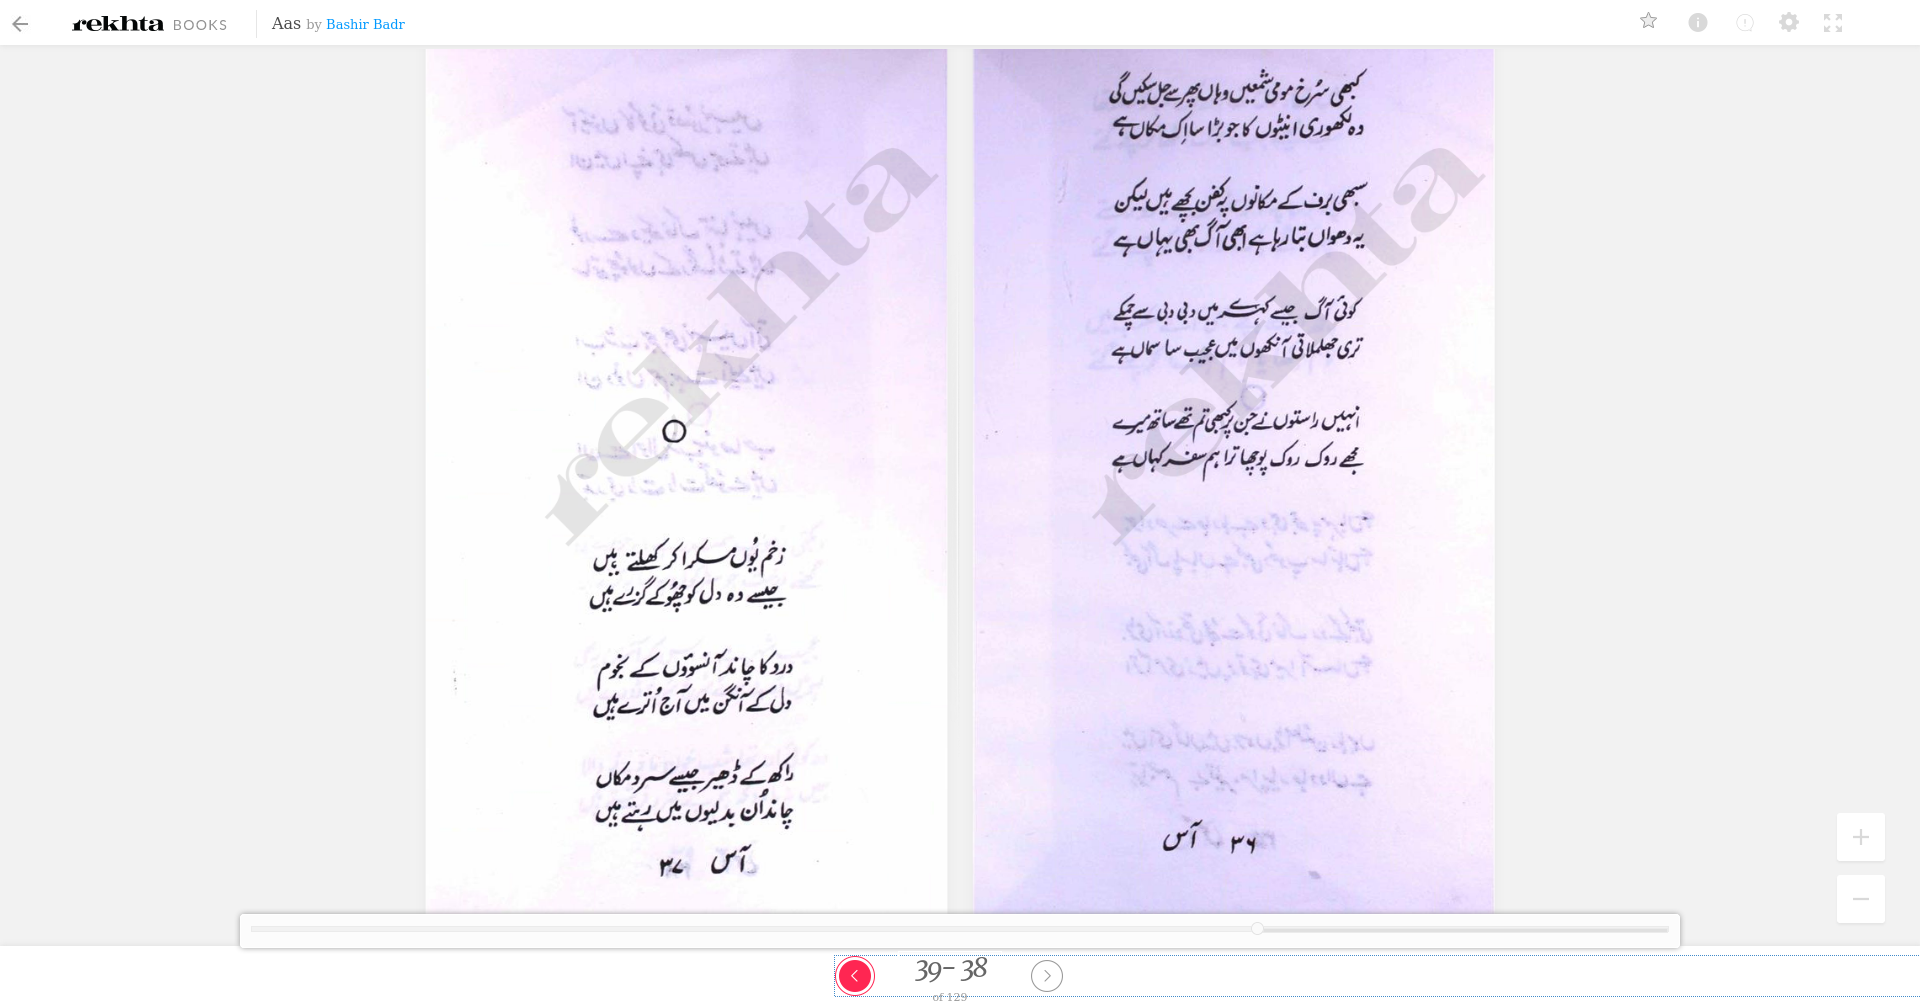 rekhta BOOKS Aas by Bashir Badr
کبھی سُرخ مومی شمعیں وہاں پھر سے جل سکیں گی
وہ لکھوری اینٹوں کا جو بڑا سا اِک مکاں ہے
سبھی برف کے مکانوں پہ کفن بچھے ہیں لیکن
یہ دھواں بتا رہا ہے ابھی آگ بھی یہاں ہے
کوئی آگ جیسے کہرے میں دبی دبی سے چمکے
تری جھلملاتی آنکھوں میں عجیب سا سماں ہے
انہیں راستوں نے جن پر کبھی تم تھے ساتھ میرے
مجھے روک روک پوچھا ترا ہم سفر کہاں ہے
۳۶ آس
rekhta
زخم یُوں مسکرا کر کھلتے ہیں
جیسے وہ دل کو چھُو کے گزرے ہیں
درد کا چاند آنسوؤں کے نجوم
دل کے آنگن میں آج اُترے ہیں
راکھ کے ڈھیر جیسے سرد مکاں
چاند اُن بدلیوں میں رہتے ہیں
آس ۳۷
rekhta
39- 38
of 129